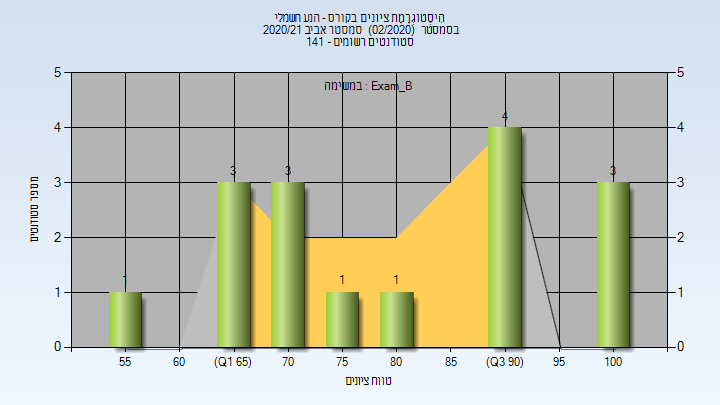 היסטוגרמת ציונים בקורס - הנע חשמלי
בסמסטר (02/2020) סמסטר אביב 2020/21
סטודנטים רשומים - 141
במשימה : Exam_B
מספר סטודנטים
5 5
4 4
3 3
2 2
1 1
0 0
1 3 3 1 1 4 3
55 60 (Q1 65) 70 75 80 85 (Q3 90) 95 100
טווח ציונים